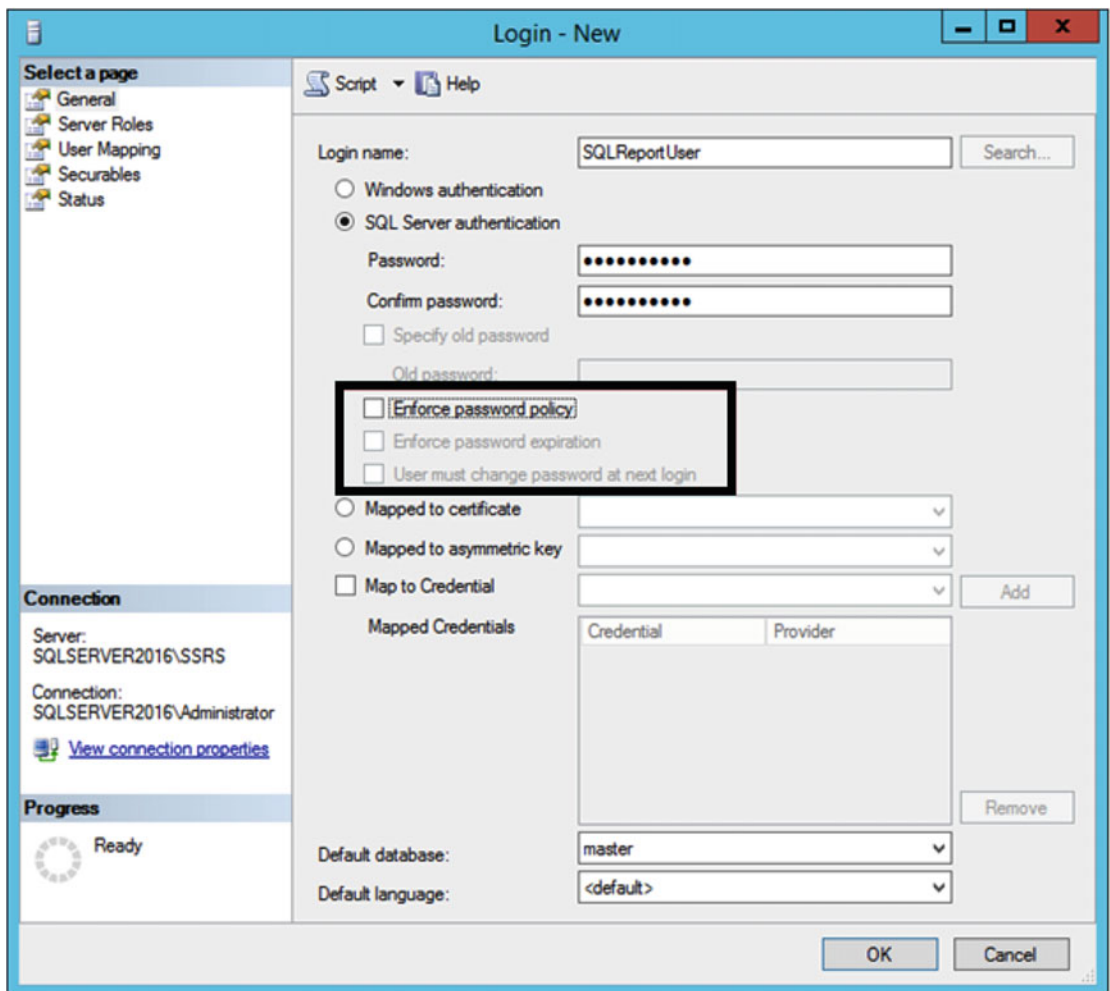 Login - New
Select a page
General
Server Roles
User Mapping
Securables
Status
Script
Help
Login name:
SQLReportUser
Search...
Windows authentication
SQL Server authentication
Password:
●●●●●●●●●●
Confirm password:
●●●●●●●●●●
Specify old password
Old password:
Enforce password policy
Enforce password expiration
User must change password at next login
Mapped to certificate
Mapped to asymmetric key
Map to Credential
Add
Mapped Credentials
Credential
Provider
Remove
Default database:
master
Default language:
<default>
Connection
Server:
SQLSERVER2016\SSRS
Connection:
SQLSERVER2016\Administrator
View connection properties
Progress
Ready
OK
Cancel